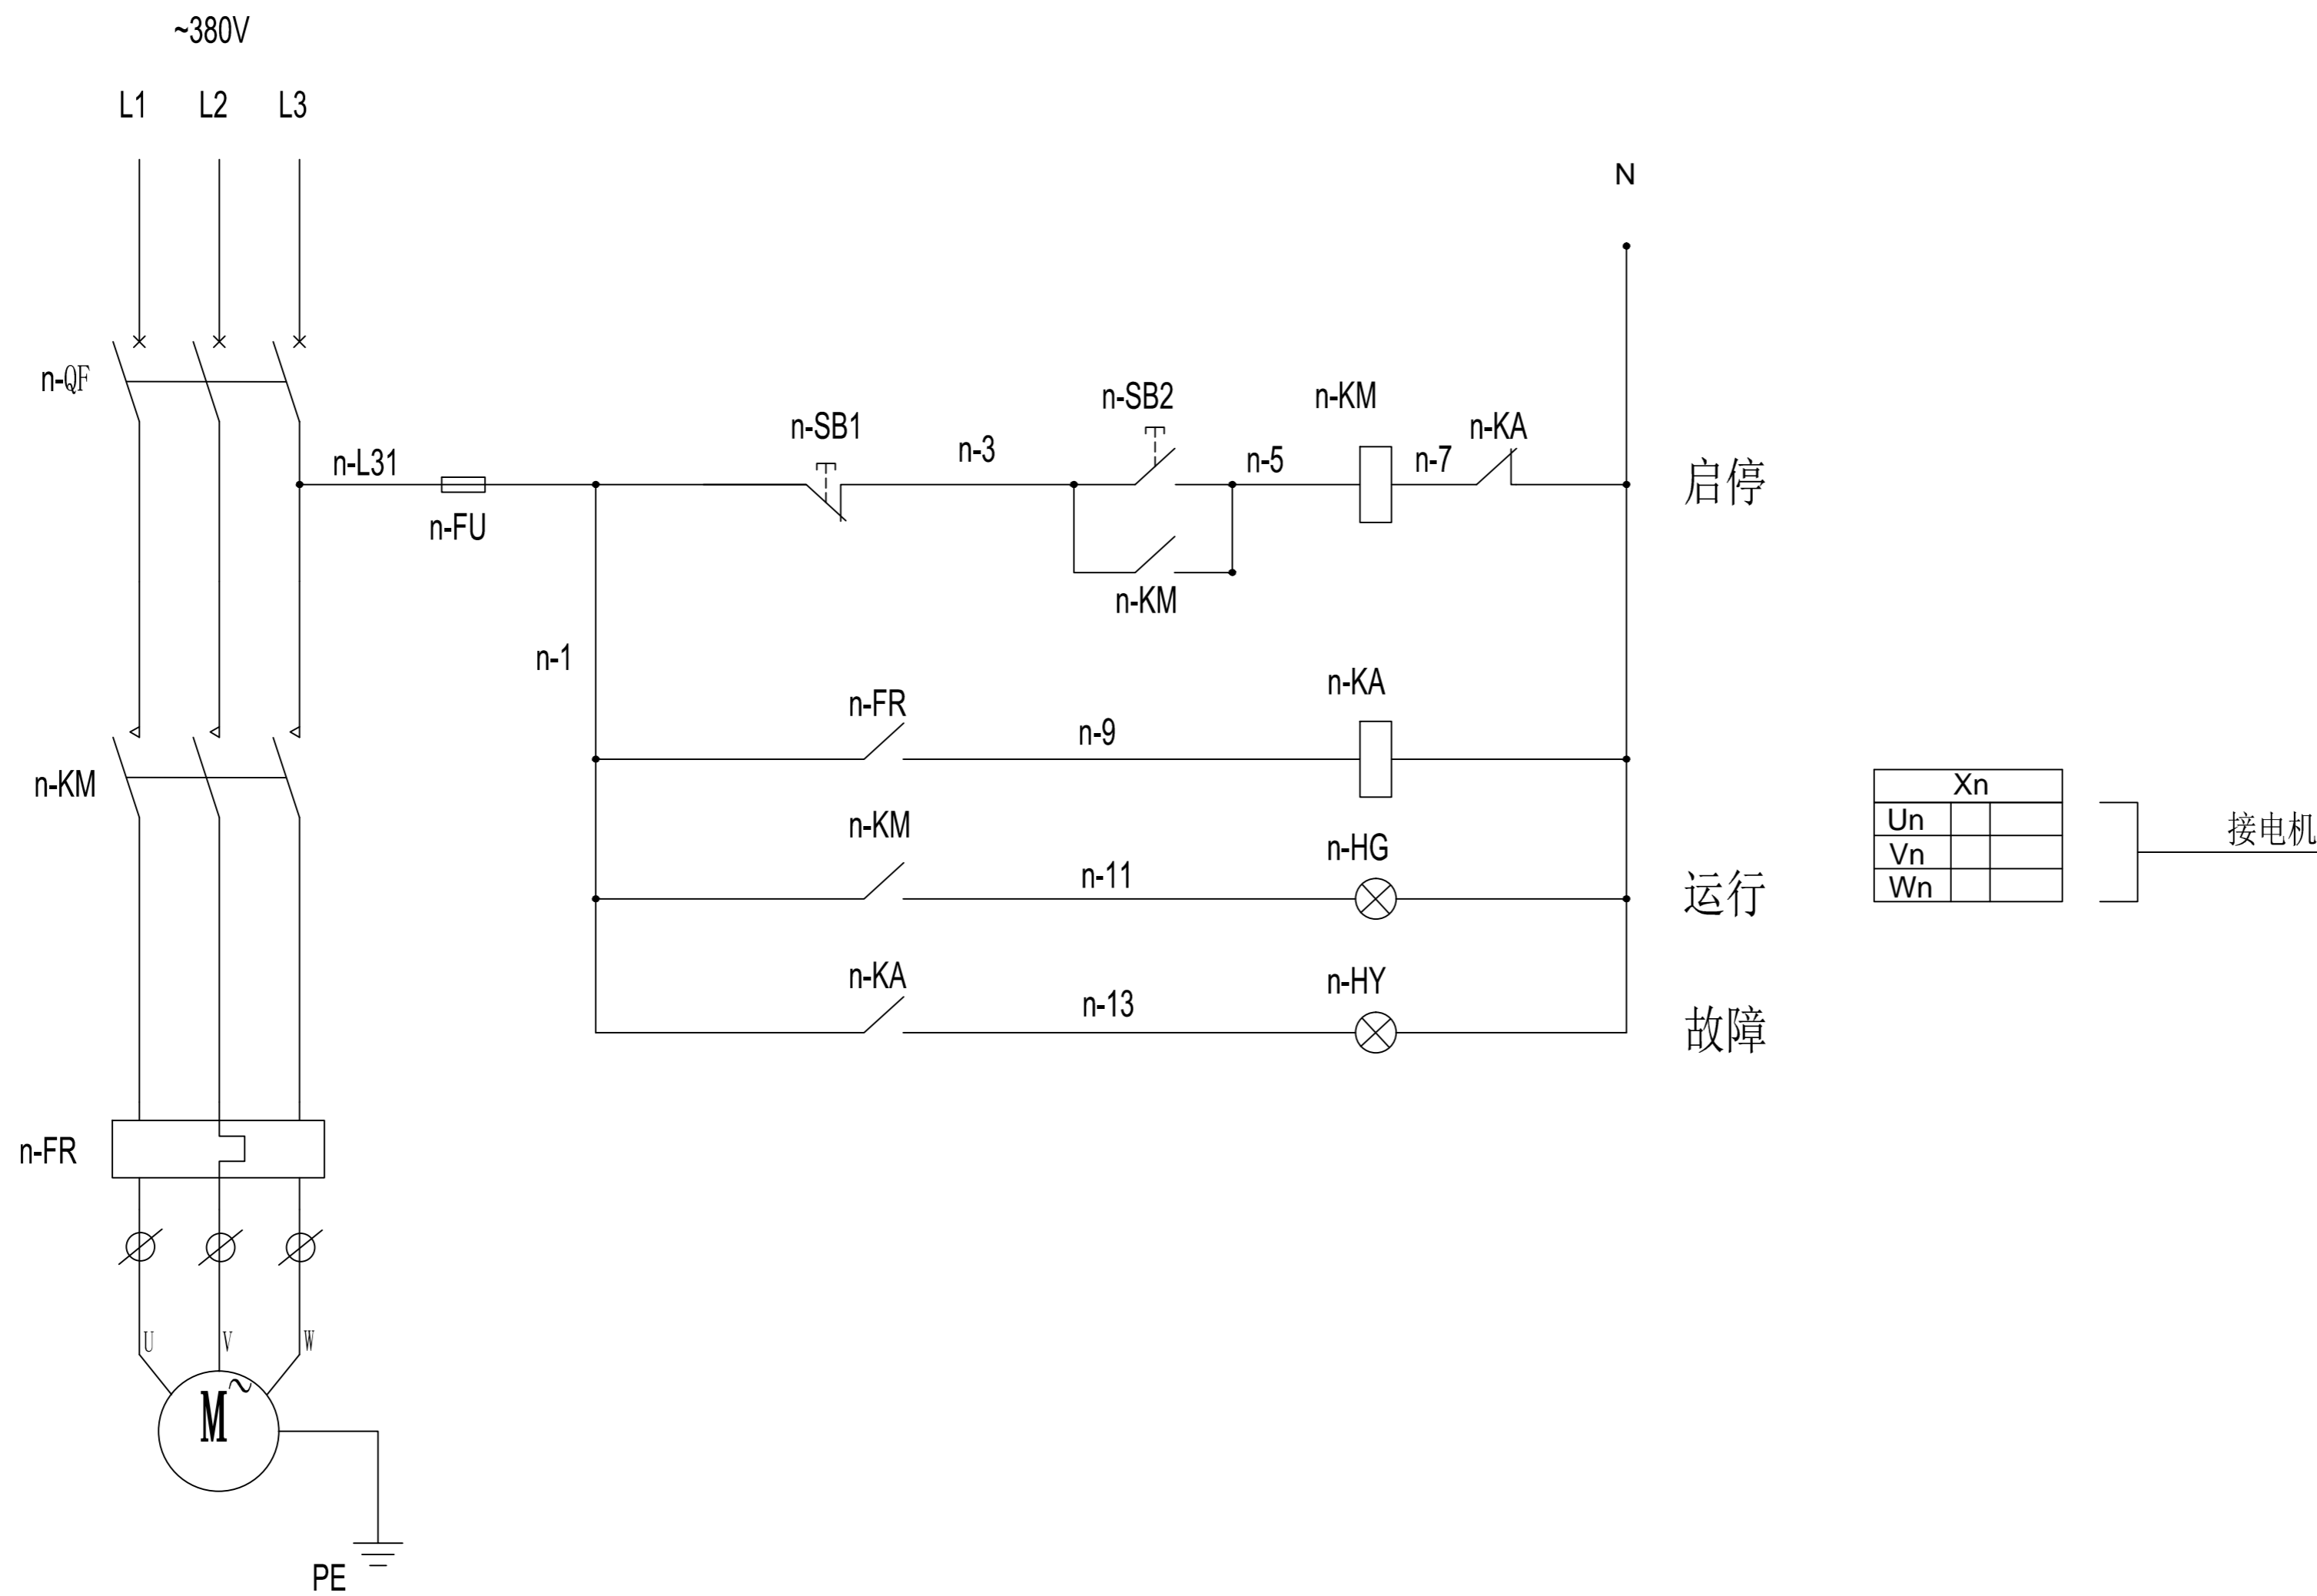 ~380V
L1 L2 L3
N
n-QF
n-L31
n-FU
n-SB1
n-3
n-SB2
n-5
n-KM
n-7
n-KA
启停
n-KM
n-1
n-FR
n-9
n-KA
n-KM
n-KM
n-11
n-HG
运行
n-KA
n-13
n-HY
故障
Xn
Un
Vn
Wn
接电机
n-FR
U V W
M~
PE